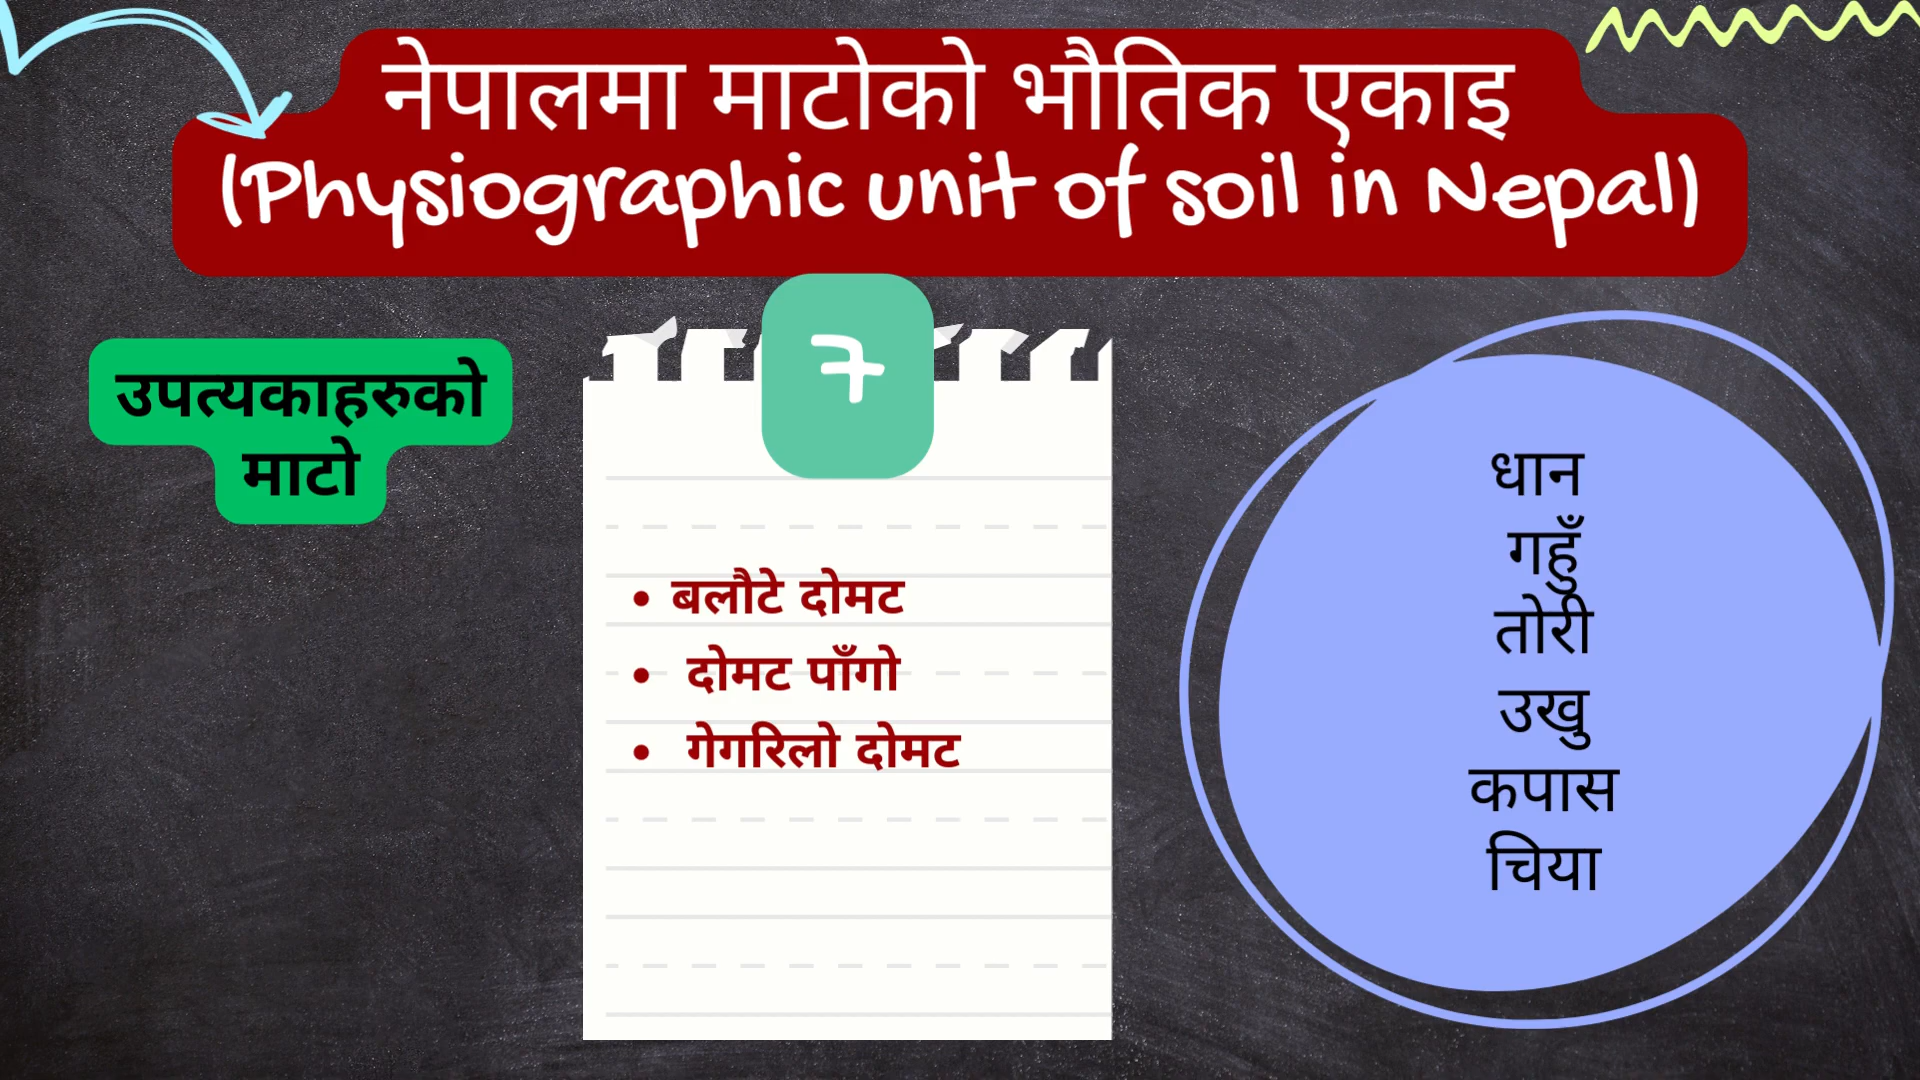 नेपालमा माटोको भौतिक एकाइ
(Physiographic unit of soil in Nepal)
7
उपत्यकाहरुको
माटो
• बलौटे दोमट
• दोमट पाँगो
• गेगरिलो दोमट
धान
गहुँ
तोरी
उखु
कपास
चिया